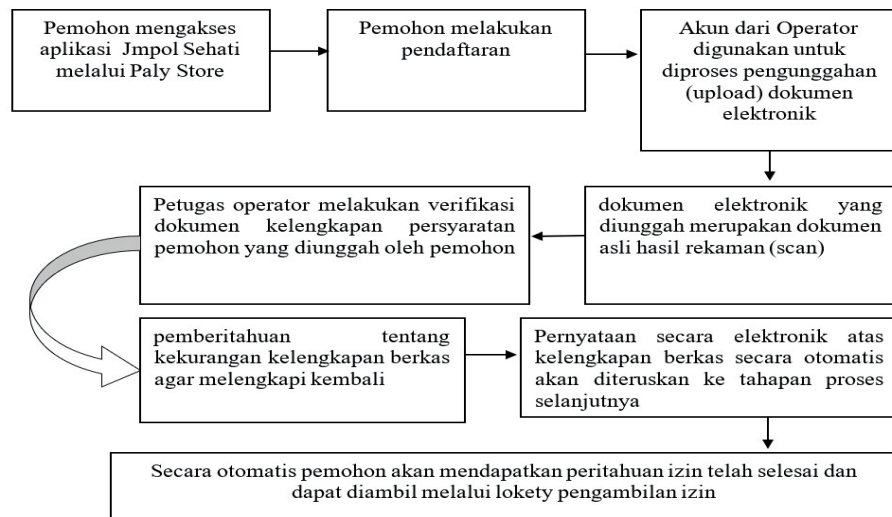 Pemohon mengakses
aplikasi Jmpol Sehati
melalui Paly Store
Pemohon melakukan
pendaftaran
Akun dari Operator
digunakan untuk
diproses pengunggahan
(upload) dokumen
elektronik
dokumen elektronik yang
diunggah merupakan dokumen
asli hasil rekaman (scan)
Petugas operator melakukan verifikasi
dokumen kelengkapan persyaratan
pemohon yang diunggah oleh pemohon
pemberitahuan tentang
kekurangan kelengkapan berkas
agar melengkapi kembali
Pernyataan secara elektronik atas
kelengkapan berkas secara otomatis
akan diteruskan ke tahapan proses
selanjutnya
Secara otomatis pemohon akan mendapatkan peritahuan izin telah selesai dan
dapat diambil melalui lokety pengambilan izin